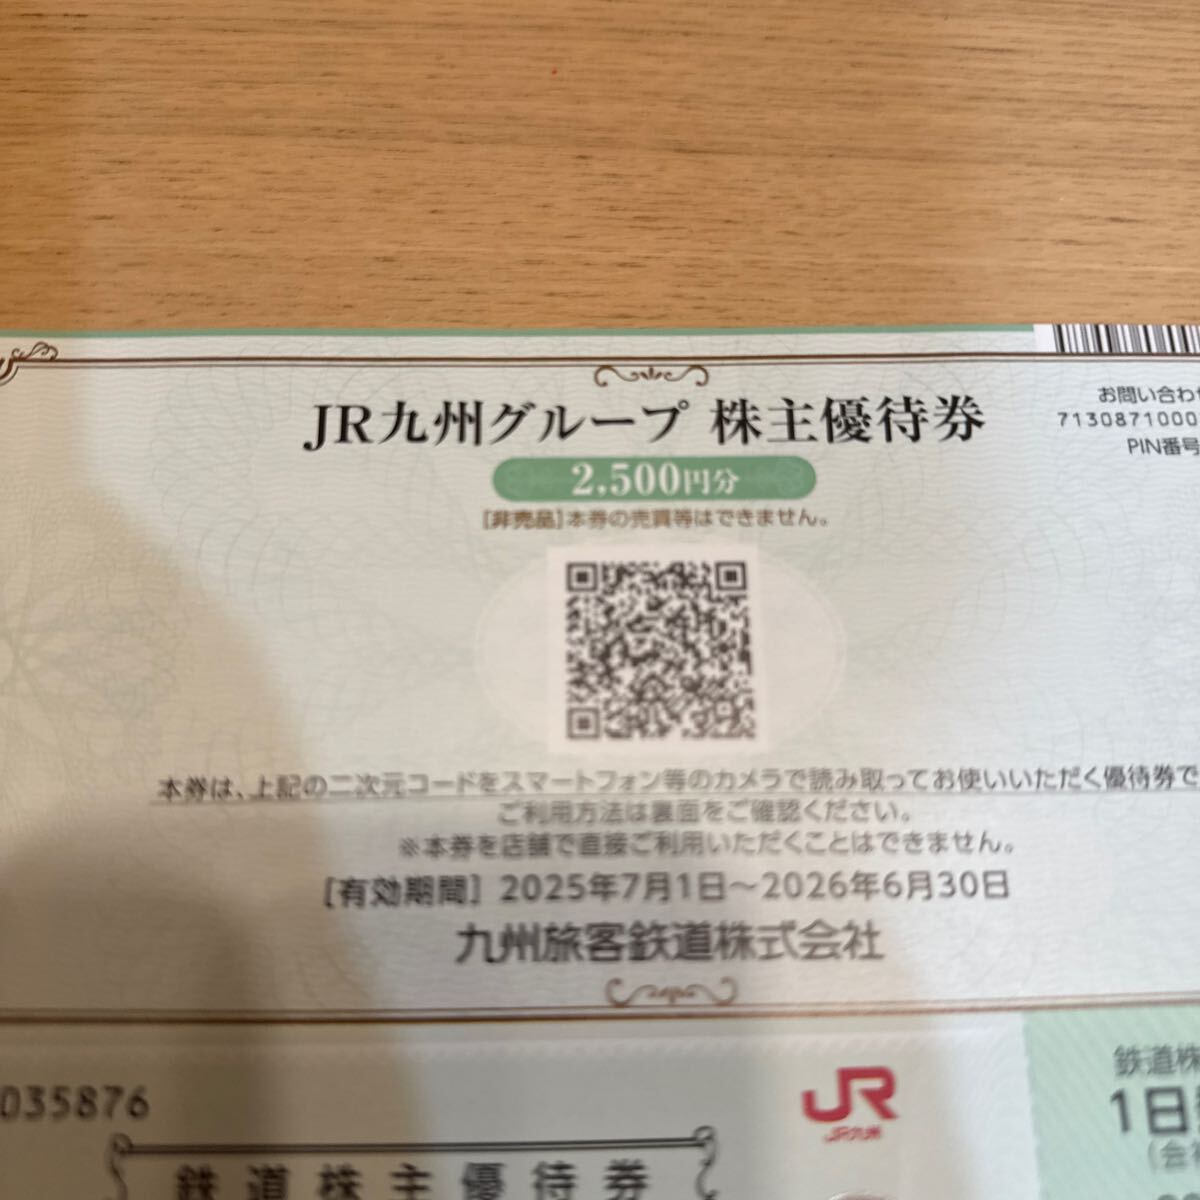 JR九州グループ 株主優待券
2,500円分
[非売品]本券の売買等はできません。
お問い合わせ
7130871000
PIN番号
本券は、上記の二次元コードをスマートフォン等のカメラで読み取ってお使いいただく優待券で
ご利用方法は裏面をご確認ください。
※本券を店舗で直接ご利用いただくことはできません。
[有効期間] 2025年7月1日～2026年6月30日
九州旅客鉄道株式会社
035876
JR
JR九州
鉄道株主優待券
鉄道株
1日
(会社